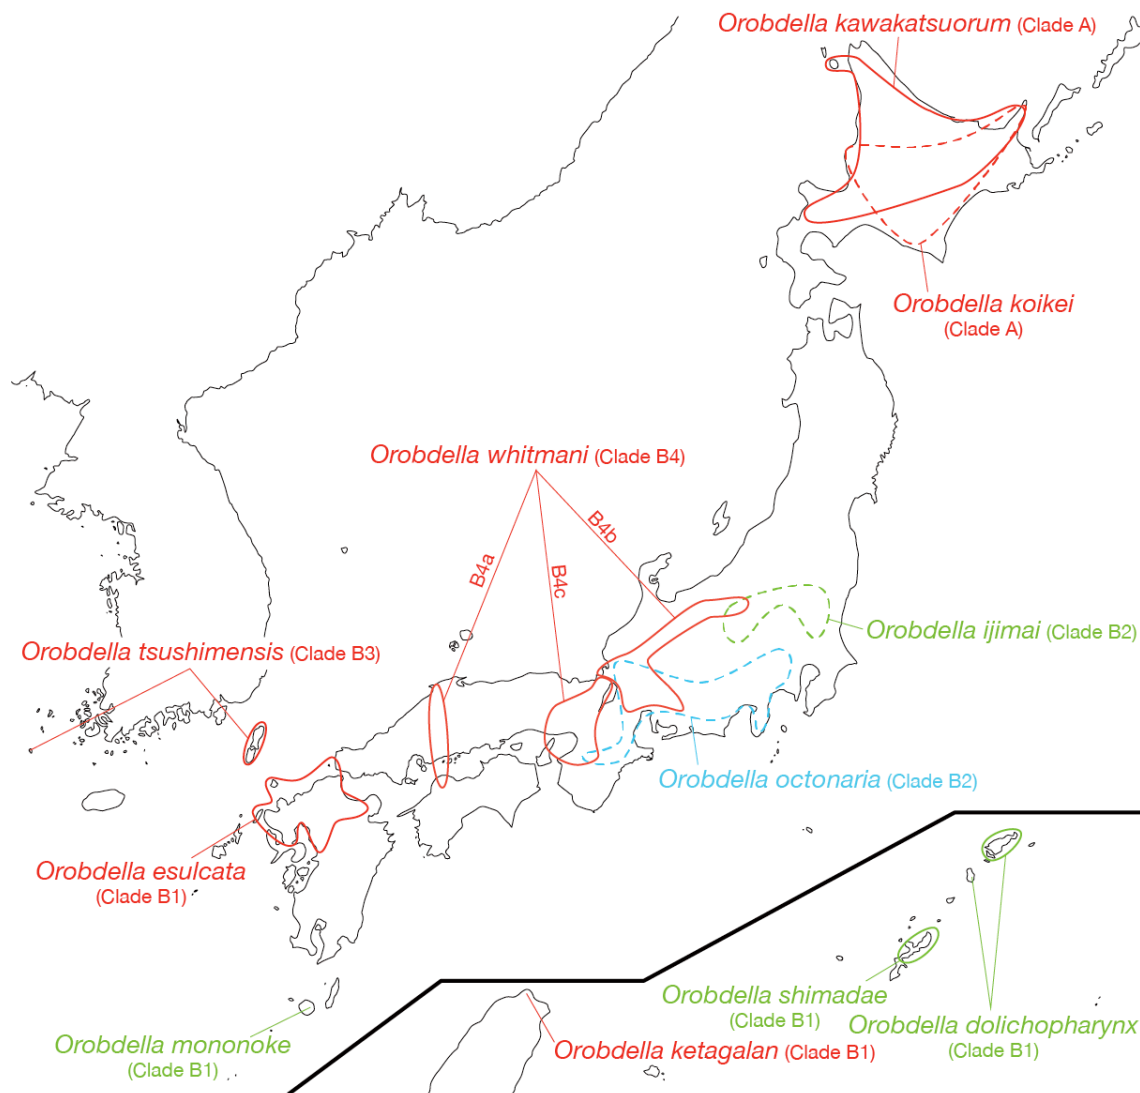 Orobdella kawakatsuorum (Clade A)
Orobdella koikei
(Clade A)
Orobdella whitmani (Clade B4)
B4a
B4c
B4b
Orobdella ijimai (Clade B2)
Orobdella tsushimensis (Clade B3)
Orobdella octonaria (Clade B2)
Orobdella esulcata
(Clade B1)
Orobdella shimadae
(Clade B1)
Orobdella dolichopharynx
(Clade B1)
Orobdella mononoke
(Clade B1)
Orobdella ketagalan (Clade B1)